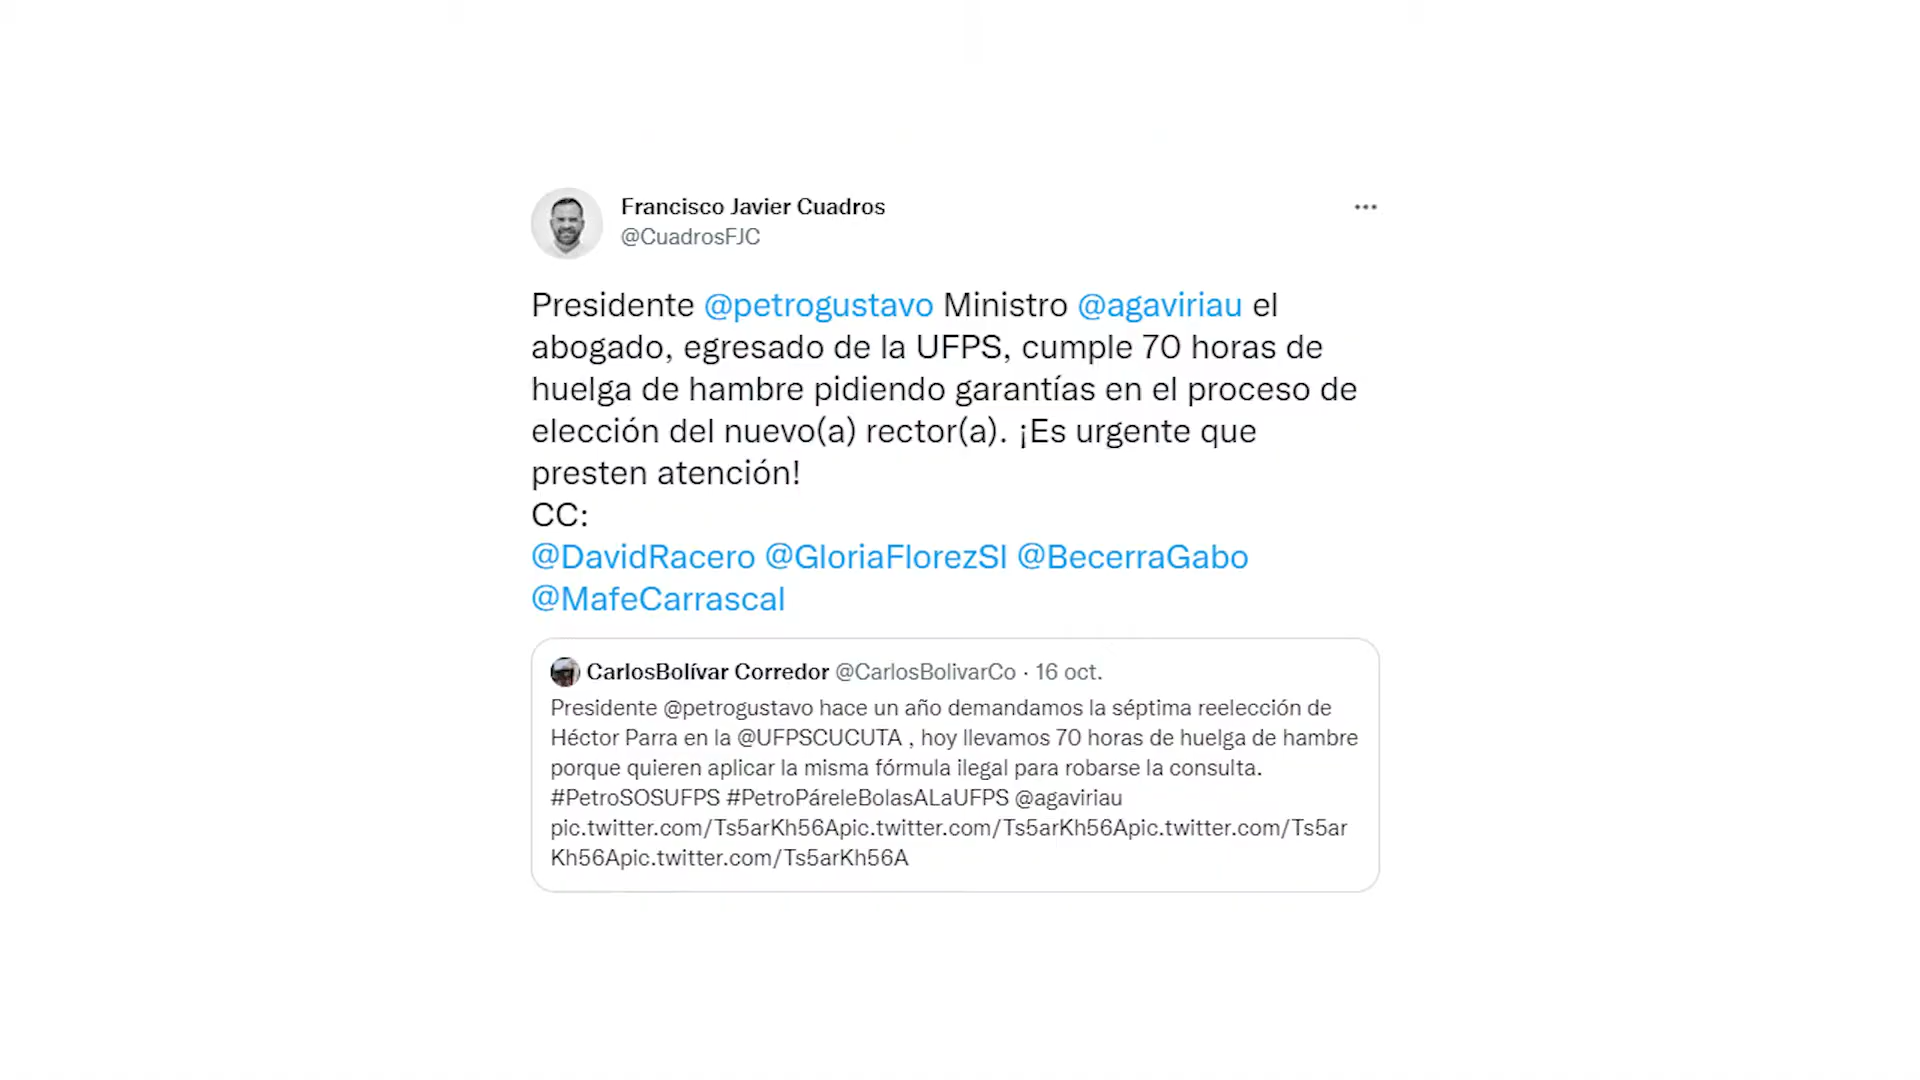 Francisco Javier Cuadros
@CuadrosFJC
Presidente @petrogustavo Ministro @agaviriau el
abogado, egresado de la UFPS, cumple 70 horas de
huelga de hambre pidiendo garantías en el proceso de
elección del nuevo(a) rector(a). ¡Es urgente que
presten atención!
CC:
@DavidRacero @GloriaFlorezSI @BecerraGabo
@MafeCarrascal
CarlosBolívar Corredor @CarlosBolivarCo · 16 oct.
Presidente @petrogustavo hace un año demandamos la séptima reelección de
Héctor Parra en la @UFPSCUCUTA , hoy llevamos 70 horas de huelga de hambre
porque quieren aplicar la misma fórmula ilegal para robarse la consulta.
#PetroSOSUFPS #PetroPáreleBolasALaUFPS @agaviriau
pic.twitter.com/Ts5arKh56Apic.twitter.com/Ts5arKh56Apic.twitter.com/Ts5ar
Kh56Apic.twitter.com/Ts5arKh56A